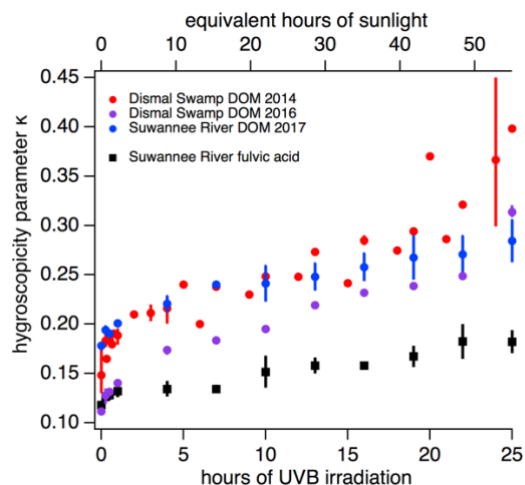 equivalent hours of sunlight
0 10 20 30 40 50
0.45
0.40
0.35
0.30
0.25
0.20
0.15
0.10
hygroscopicity parameter κ
Dismal Swamp DOM 2014
Dismal Swamp DOM 2016
Suwannee River DOM 2017
Suwannee River fulvic acid
0 5 10 15 20 25
hours of UVB irradiation